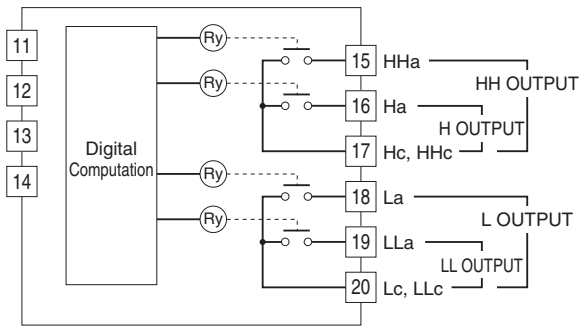 11
12
13
14
Digital
Computation
Ry
Ry
Ry
Ry
15 HHa
16 Ha
17 Hc, HHc
18 La
19 LLa
20 Lc, LLc
HH OUTPUT
H OUTPUT
L OUTPUT
LL OUTPUT